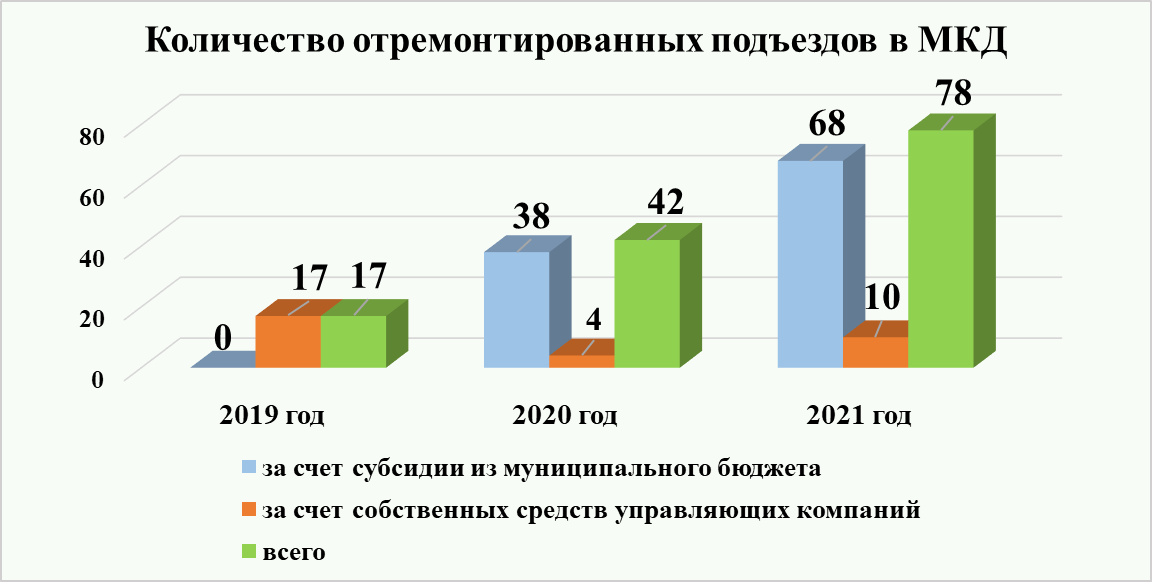 Количество отремонтированных подъездов в МКД
80
60
40
20
0
0
17
17
38
4
42
68
10
78
2019 год
2020 год
2021 год
за счет субсидии из муниципального бюджета
за счет собственных средств управляющих компаний
всего